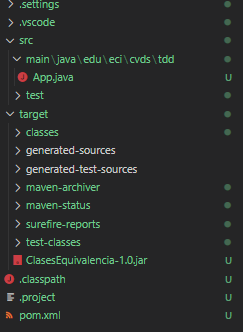 .settings
.vscode
src
main\java\edu\eci\cvds\tdd
App.java U
test
target
classes
generated-sources
generated-test-sources
maven-archiver
maven-status
surefire-reports
test-classes
ClasesEquivalencia-1.0.jar U
.classpath U
.project U
pom.xml U